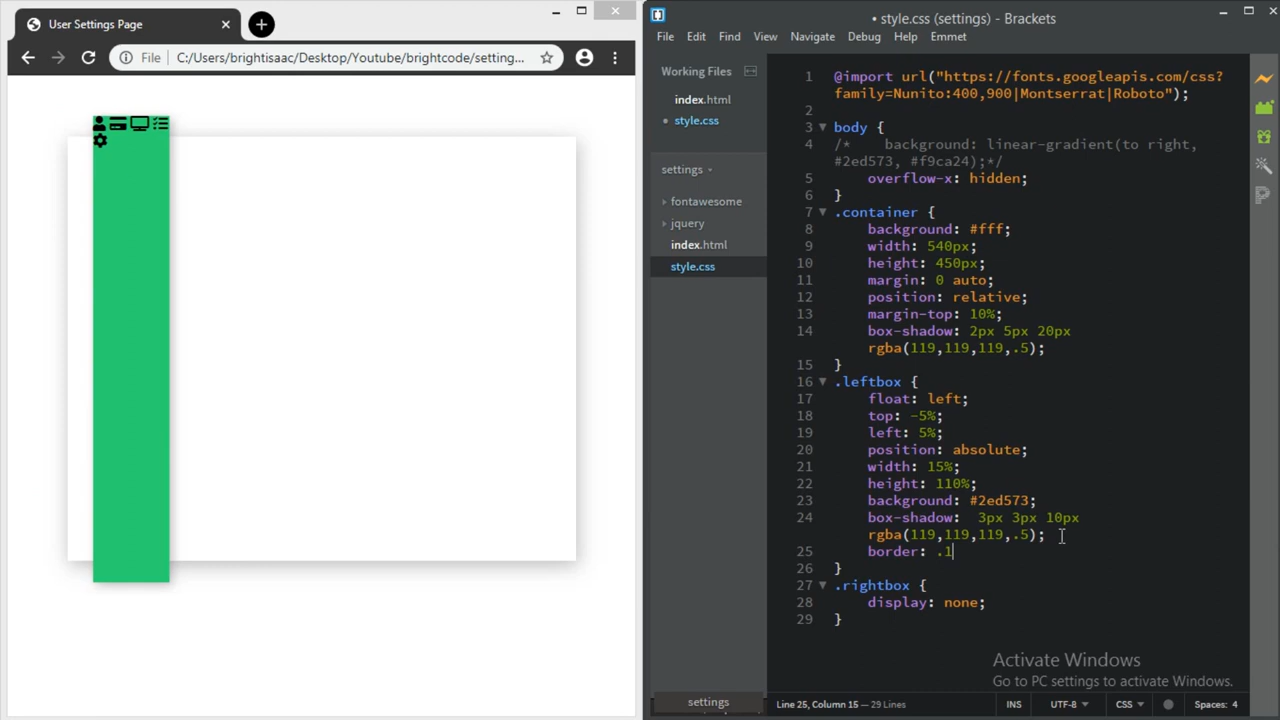 User Settings Page
File
C:/Users/brightisaac/Desktop/Youtube/brightcode/setting...
• style.css (settings) - Brackets
File Edit Find View Navigate Debug Help Emmet
Working Files
index.html
• style.css
settings
fontawesome
jquery
index.html
style.css
1 @import url("https://fonts.googleapis.com/css?
family=Nunito:400,900|Montserrat|Roboto");
2
3 body {
4 /* background: linear-gradient(to right,
#2ed573, #f9ca24);*/
5 overflow-x: hidden;
6 }
7 .container {
8 background: #fff;
9 width: 540px;
10 height: 450px;
11 margin: 0 auto;
12 position: relative;
13 margin-top: 10%;
14 box-shadow: 2px 5px 20px
rgba(119,119,119,.5);
15 }
16 .leftbox {
17 float: left;
18 top: -5%;
19 left: 5%;
20 position: absolute;
21 width: 15%;
22 height: 110%;
23 background: #2ed573;
24 box-shadow:  3px 3px 10px
rgba(119,119,119,.5);
25 border: .1
26 }
27 .rightbox {
28 display: none;
29 }
Activate Windows
Go to PC settings to activate Windows.
settings
Line 25, Column 15 — 29 Lines
INS UTF-8 CSS Spaces: 4